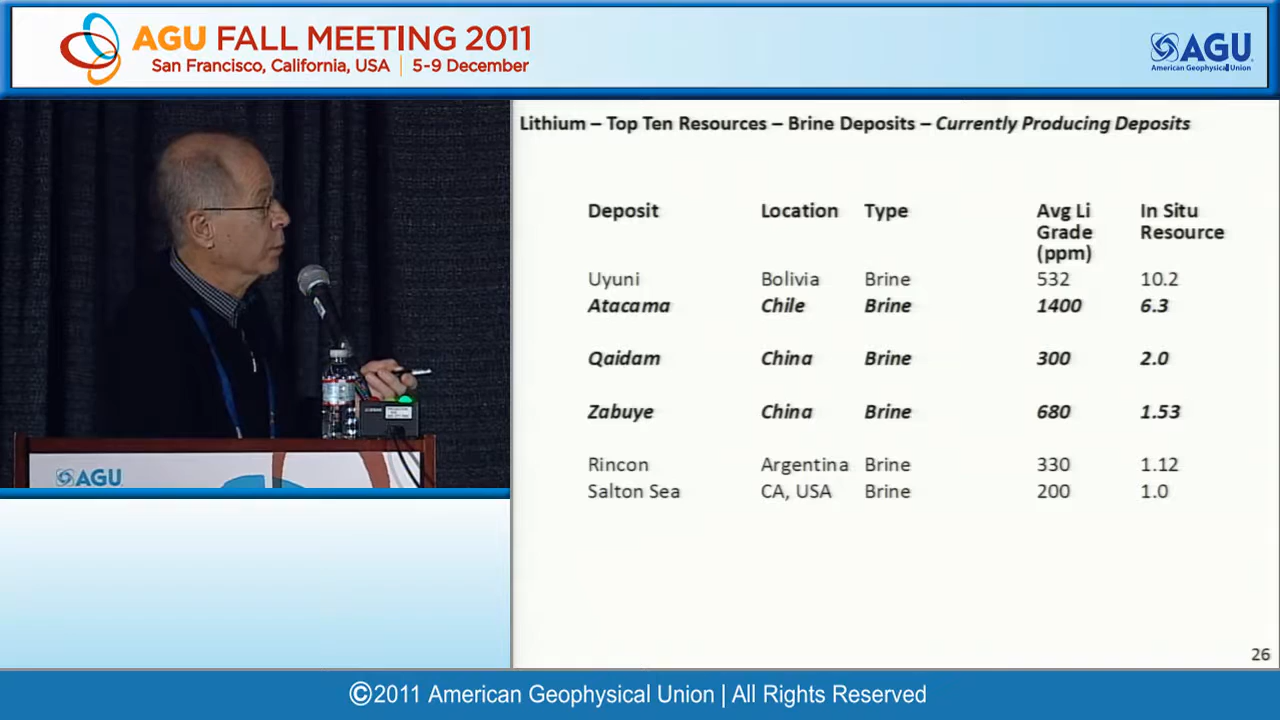 AGU FALL MEETING 2011
San Francisco, California, USA | 5-9 December
AGU
American Geophysical Union
Lithium – Top Ten Resources – Brine Deposits – Currently Producing Deposits
Deposit Location Type Avg Li Grade (ppm) In Situ Resource
Uyuni Bolivia Brine 532 10.2
Atacama Chile Brine 1400 6.3
Qaidam China Brine 300 2.0
Zabuye China Brine 680 1.53
Rincon Argentina Brine 330 1.12
Salton Sea CA, USA Brine 200 1.0
26
AGU
©2011 American Geophysical Union | All Rights Reserved